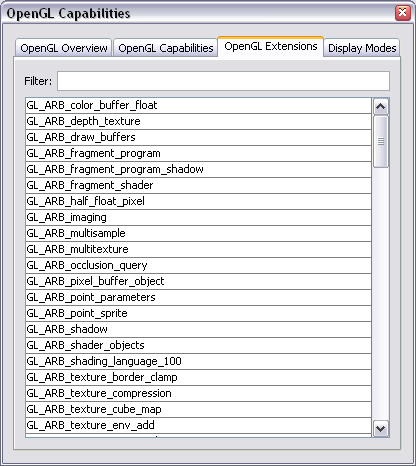 OpenGL Capabilities
OpenGL Overview OpenGL Capabilities OpenGL Extensions Display Modes
Filter:
GL_ARB_color_buffer_float
GL_ARB_depth_texture
GL_ARB_draw_buffers
GL_ARB_fragment_program
GL_ARB_fragment_program_shadow
GL_ARB_fragment_shader
GL_ARB_half_float_pixel
GL_ARB_imaging
GL_ARB_multisample
GL_ARB_multitexture
GL_ARB_occlusion_query
GL_ARB_pixel_buffer_object
GL_ARB_point_parameters
GL_ARB_point_sprite
GL_ARB_shadow
GL_ARB_shader_objects
GL_ARB_shading_language_100
GL_ARB_texture_border_clamp
GL_ARB_texture_compression
GL_ARB_texture_cube_map
GL_ARB_texture_env_add